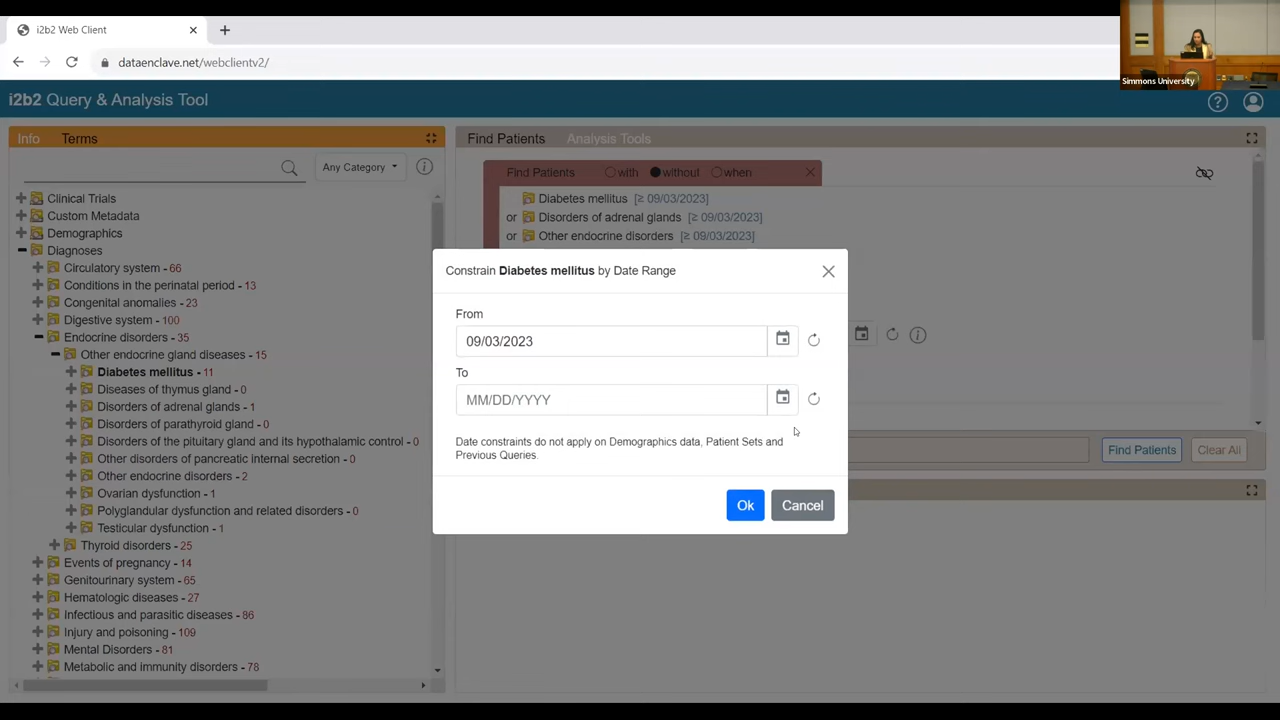 i2b2 Web Client
dataenclave.net/webclientv2/
Simmons University
i2b2 Query & Analysis Tool
Info Terms
Any Category
Clinical Trials
Custom Metadata
Demographics
Diagnoses
Circulatory system - 66
Conditions in the perinatal period - 13
Congenital anomalies - 23
Digestive system - 100
Endocrine disorders - 35
Other endocrine gland diseases - 15
Diabetes mellitus - 11
Diseases of thymus gland - 0
Disorders of adrenal glands - 1
Disorders of parathyroid gland - 0
Disorders of the pituitary gland and its hypothalamic control - 0
Other disorders of pancreatic internal secretion - 0
Other endocrine disorders - 2
Ovarian dysfunction - 1
Polyglandular dysfunction and related disorders - 0
Testicular dysfunction - 1
Thyroid disorders - 25
Events of pregnancy - 14
Genitourinary system - 65
Hematologic diseases - 27
Infectious and parasitic diseases - 86
Injury and poisoning - 109
Mental Disorders - 81
Metabolic and immunity disorders - 78
Find Patients Analysis Tools
Find Patients with without when
Diabetes mellitus [≥ 09/03/2023]
or Disorders of adrenal glands [≥ 09/03/2023]
or Other endocrine disorders [≥ 09/03/2023]
Constrain Diabetes mellitus by Date Range
From
09/03/2023
To
MM/DD/YYYY
Date constraints do not apply on Demographics data, Patient Sets and
Previous Queries.
Ok Cancel
Find Patients Clear All